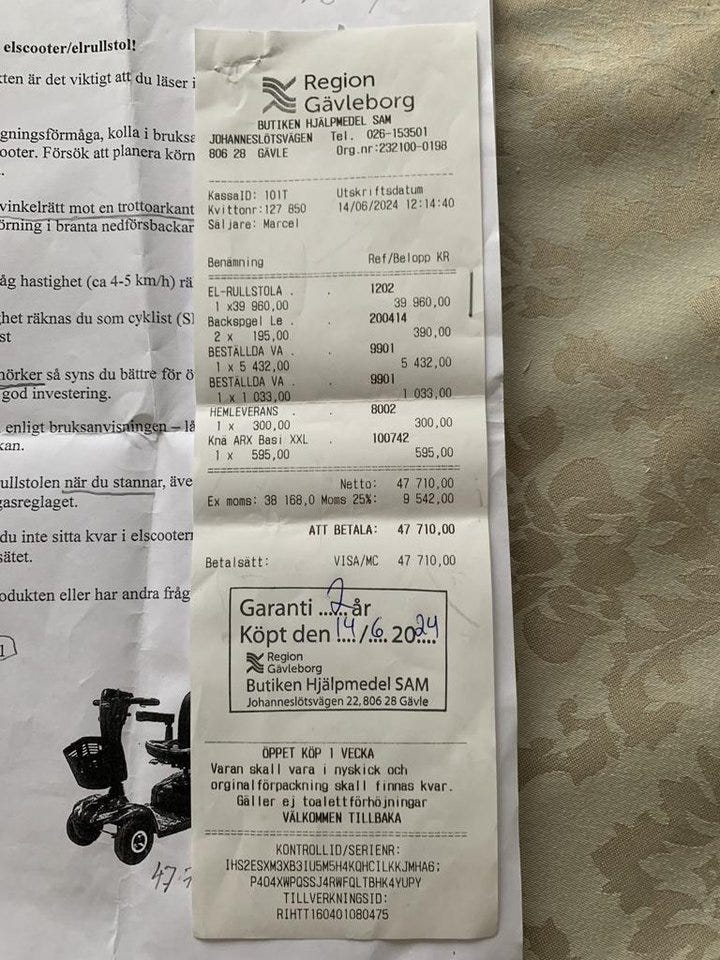 elscooter/elrullstol!
ten är det viktigt att du läser i
gningsförmåga, kolla i bruksa
ooter. Försök att planera körn
vinkelrätt mot en trottoarkant
örning i branta nedförsbackar
åg hastighet (ca 4-5 km/h) rä
het räknas du som cyklist (S
st
mörker så syns du bättre för ö
god investering.
enligt bruksanvisningen – lå
kan.
ullstolen när du stannar, äve
gasreglaget.
du inte sitta kvar i elscootern
sätet.
odukten eller har andra fråg
1
47.
Region
Gävleborg
BUTIKEN HJÄLPMEDEL SAM
JOHANNESLÖTSVÄGEN Tel. 026-153501
806 28 GÄVLE Org.nr:232100-0198
KassaID: 101T Utskriftsdatum
Kvittonr:127 850 14/06/2024 12:14:40
Säljare: Marcel
Benämning Ref/Belopp KR
EL-RULLSTOLA . . 1202
1 x39 960,00 39 960,00
Backspgel Le . . 200414
2 x 195,00 390,00
BESTÄLLDA VA . . 9901
1 x 5 432,00 5 432,00
BESTÄLLDA VA . . 9901
1 x 1 033,00 1 033,00
HEMLEVERANS . . 8002
1 x 300,00 300,00
Knä ARX Basi XXL . 100742
1 x 595,00 595,00
Netto: 47 710,00
Ex moms: 38 168,0 Moms 25%: 9 542,00
ATT BETALA: 47 710,00
Betalsätt: VISA/MC 47 710,00
Garanti ..2.. år
Köpt den 14/6 2024
Region
Gävleborg
Butiken Hjälpmedel SAM
Johanneslötsvägen 22, 806 28 Gävle
ÖPPET KÖP 1 VECKA
Varan skall vara i nyskick och
orginalförpackning skall finnas kvar.
Gäller ej toalettförhöjningar
VÄLKOMMEN TILLBAKA
KONTROLLID/SERIENR:
IHS2ESXM3XB3IU5M5H4KQHCILKKJMHA6;
P4O4XWPQSSJ4RWFQLTBHK4YUPY
TILLVERKNINGSID:
RIHTT160401080475